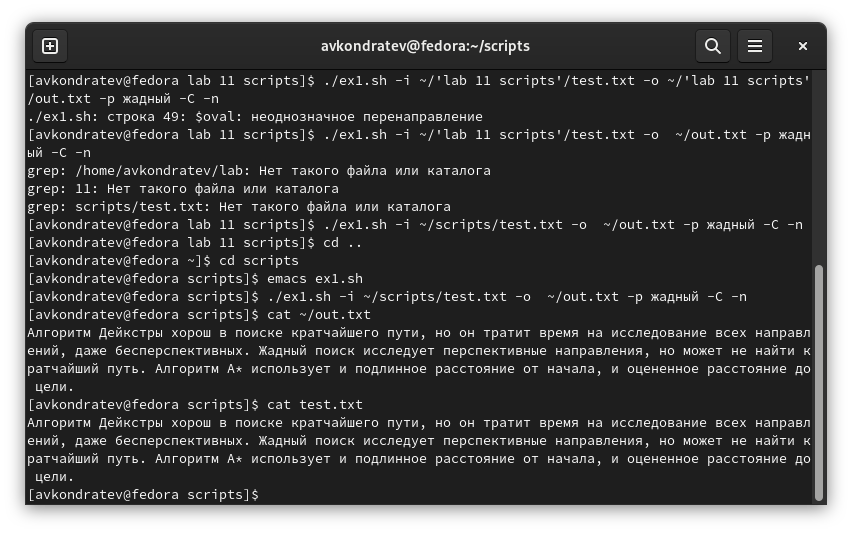 avkondratev@fedora:~/scripts
[avkondratev@fedora lab 11 scripts]$ ./ex1.sh -i ~/'lab 11 scripts'/test.txt -o ~/'lab 11 scripts'
/out.txt -p жадный -C -n
./ex1.sh: строка 49: $oval: неоднозначное перенаправление
[avkondratev@fedora lab 11 scripts]$ ./ex1.sh -i ~/'lab 11 scripts'/test.txt -o  ~/out.txt -p жадн
ый -C -n
grep: /home/avkondratev/lab: Нет такого файла или каталога
grep: 11: Нет такого файла или каталога
grep: scripts/test.txt: Нет такого файла или каталога
[avkondratev@fedora lab 11 scripts]$ ./ex1.sh -i ~/scripts/test.txt -o  ~/out.txt -p жадный -C -n
[avkondratev@fedora lab 11 scripts]$ cd ..
[avkondratev@fedora ~]$ cd scripts
[avkondratev@fedora scripts]$ emacs ex1.sh
[avkondratev@fedora scripts]$ ./ex1.sh -i ~/scripts/test.txt -o  ~/out.txt -p жадный -C -n
[avkondratev@fedora scripts]$ cat ~/out.txt
Алгоритм Дейкстры хорош в поиске кратчайшего пути, но он тратит время на исследование всех направл
ений, даже бесперспективных. Жадный поиск исследует перспективные направления, но может не найти к
ратчайший путь. Алгоритм A* использует и подлинное расстояние от начала, и оцененное расстояние до
 цели.
[avkondratev@fedora scripts]$ cat test.txt
Алгоритм Дейкстры хорош в поиске кратчайшего пути, но он тратит время на исследование всех направл
ений, даже бесперспективных. Жадный поиск исследует перспективные направления, но может не найти к
ратчайший путь. Алгоритм A* использует и подлинное расстояние от начала, и оцененное расстояние до
 цели.
[avkondratev@fedora scripts]$